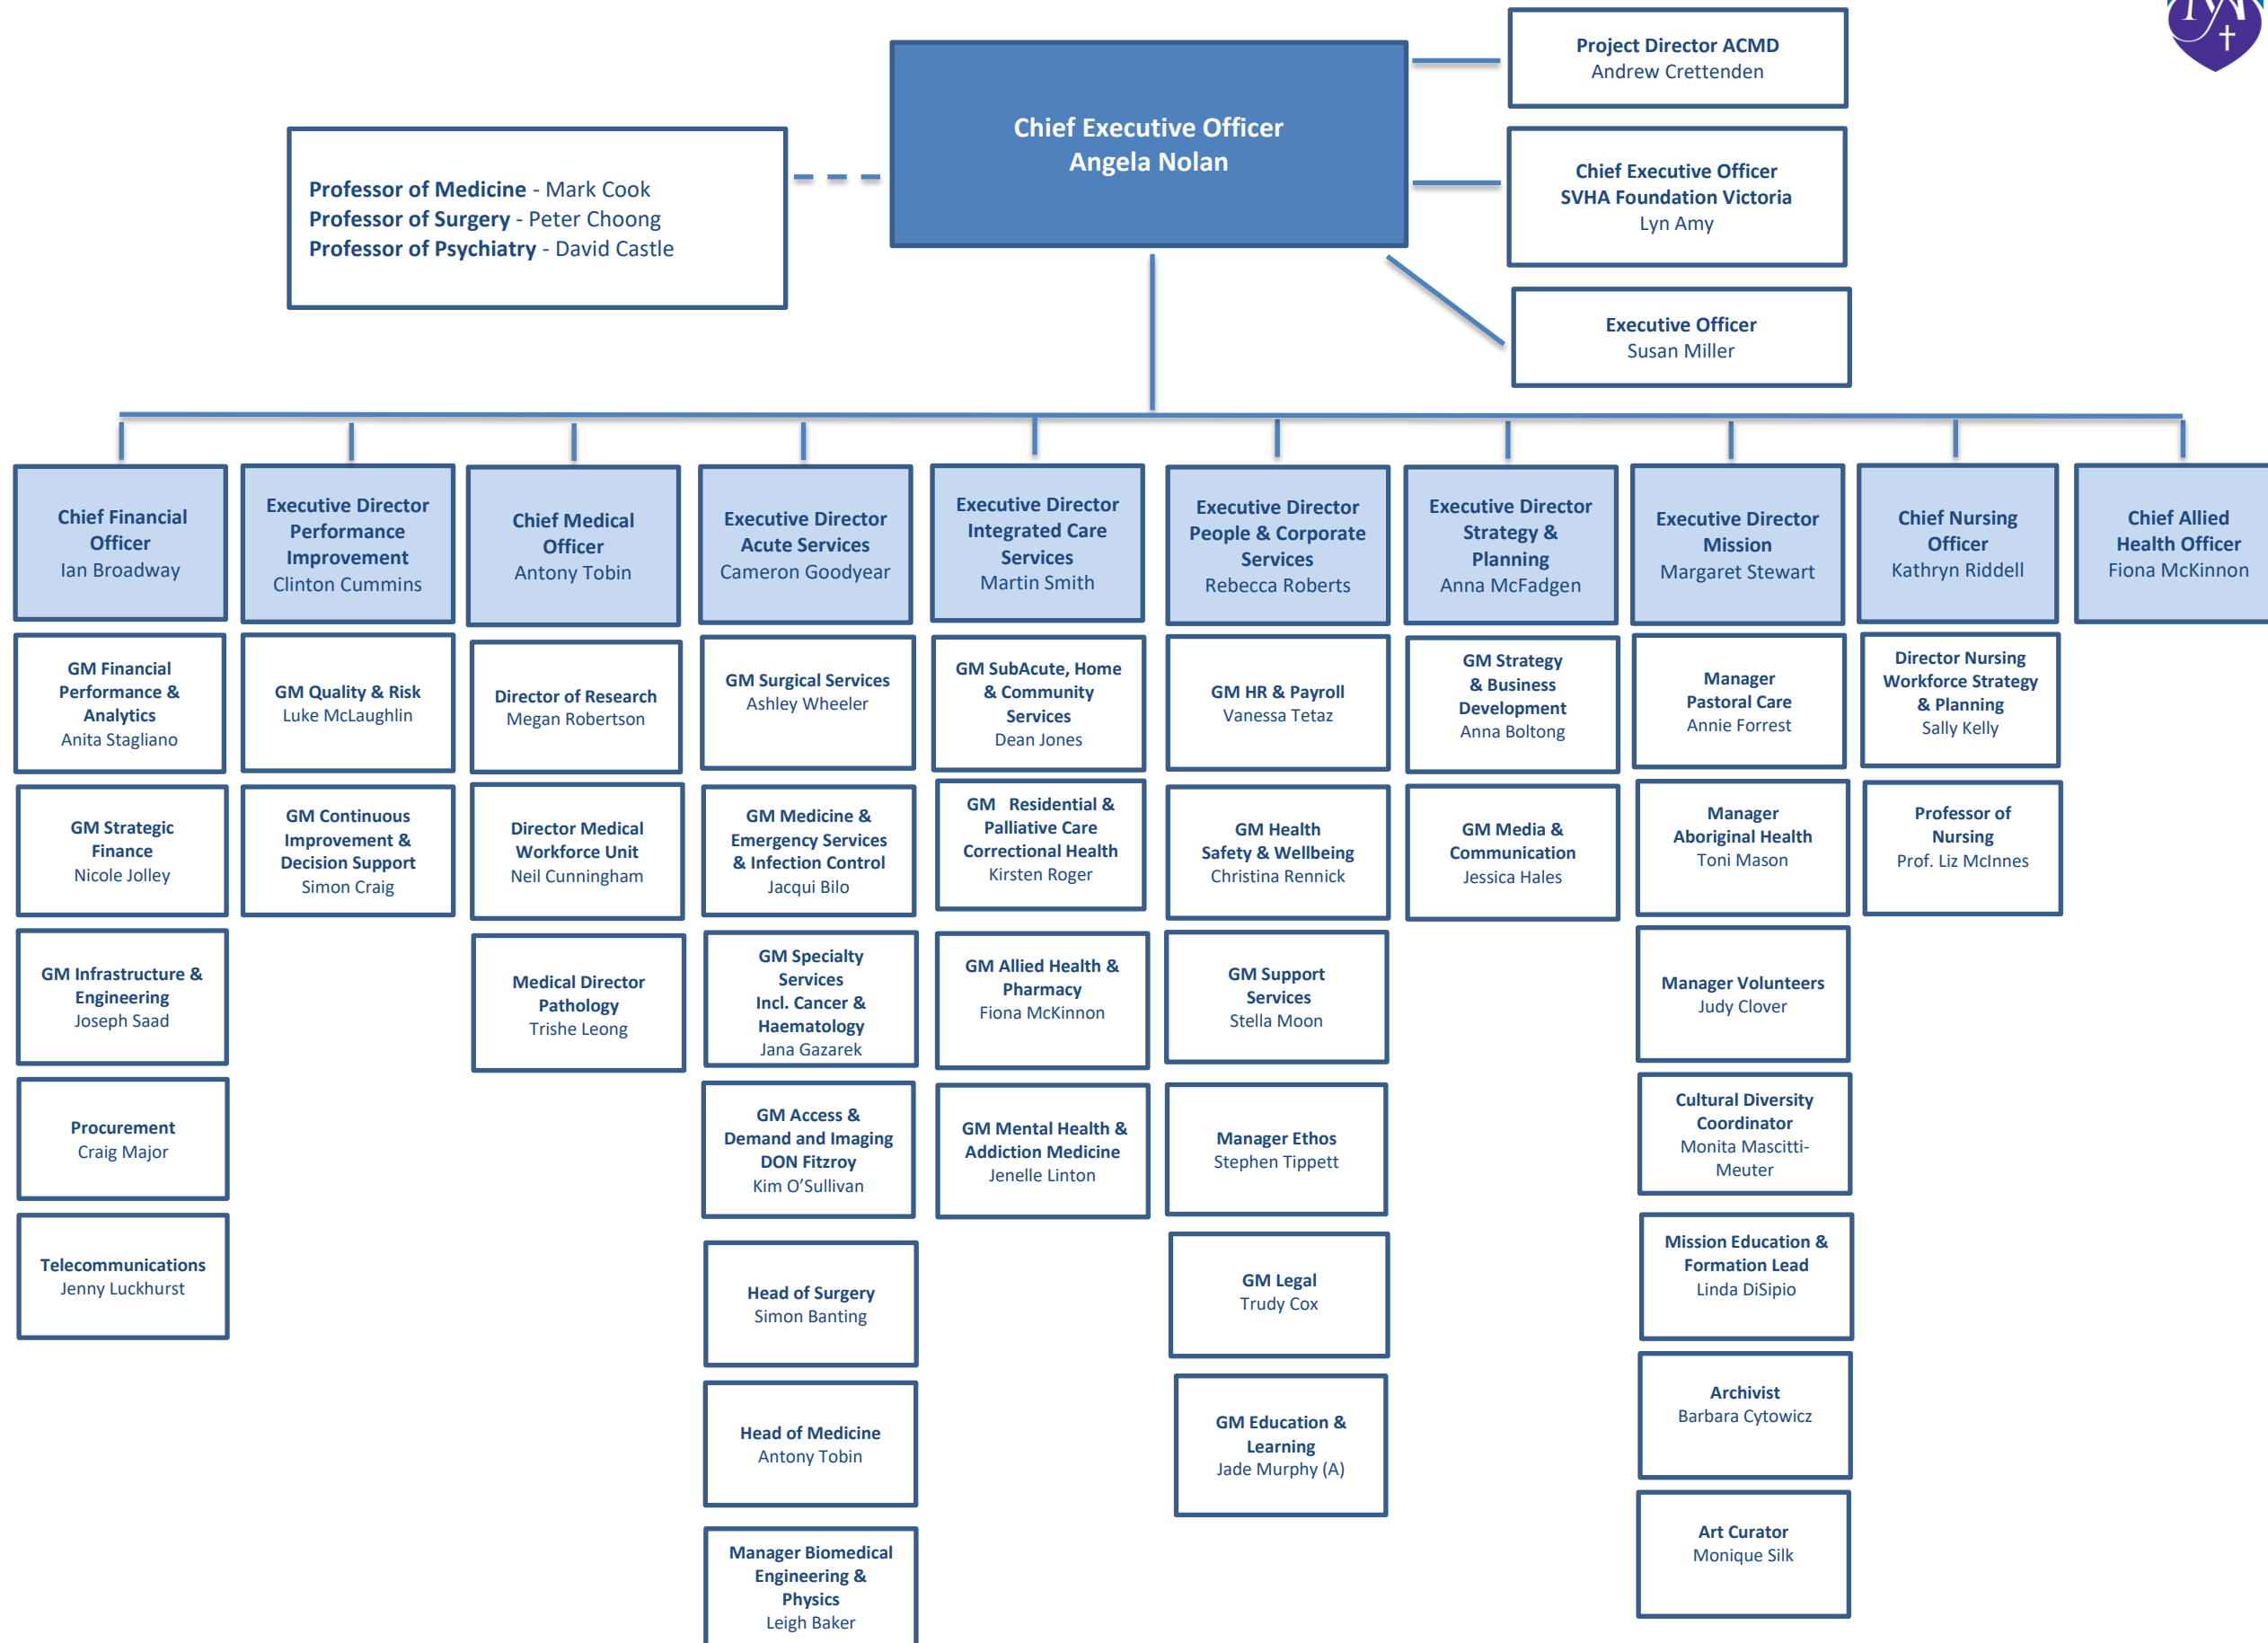 Project Director ACMD
Andrew Crettenden
Chief Executive Officer
Angela Nolan
Professor of Medicine - Mark Cook
Professor of Surgery - Peter Choong
Professor of Psychiatry - David Castle
Chief Executive Officer
SVHA Foundation Victoria
Lyn Amy
Executive Officer
Susan Miller
Chief Financial
Officer
Ian Broadway
GM Financial
Performance &
Analytics
Anita Stagliano
GM Strategic
Finance
Nicole Jolley
GM Infrastructure &
Engineering
Joseph Saad
Procurement
Craig Major
Telecommunications
Jenny Luckhurst
Executive Director
Performance
Improvement
Clinton Cummins
GM Quality & Risk
Luke McLaughlin
GM Continuous
Improvement &
Decision Support
Simon Craig
Chief Medical
Officer
Antony Tobin
Director of Research
Megan Robertson
Director Medical
Workforce Unit
Neil Cunningham
Medical Director
Pathology
Trishe Leong
Executive Director
Acute Services
Cameron Goodyear
GM Surgical Services
Ashley Wheeler
GM Medicine &
Emergency Services
& Infection Control
Jacqui Bilo
GM Specialty
Services
Incl. Cancer &
Haematology
Jana Gazarek
GM Access &
Demand and Imaging
DON Fitzroy
Kim O’Sullivan
Head of Surgery
Simon Banting
Head of Medicine
Antony Tobin
Manager Biomedical
Engineering &
Physics
Leigh Baker
Executive Director
Integrated Care
Services
Martin Smith
GM SubAcute, Home
& Community
Services
Dean Jones
GM Residential &
Palliative Care
Correctional Health
Kirsten Roger
GM Allied Health &
Pharmacy
Fiona McKinnon
GM Mental Health &
Addiction Medicine
Jenelle Linton
Executive Director
People & Corporate
Services
Rebecca Roberts
GM HR & Payroll
Vanessa Tetaz
GM Health
Safety & Wellbeing
Christina Rennick
GM Support
Services
Stella Moon
Manager Ethos
Stephen Tippett
GM Legal
Trudy Cox
GM Education &
Learning
Jade Murphy (A)
Executive Director
Strategy &
Planning
Anna McFadgen
GM Strategy
& Business
Development
Anna Boltong
GM Media &
Communication
Jessica Hales
Executive Director
Mission
Margaret Stewart
Manager
Pastoral Care
Annie Forrest
Manager
Aboriginal Health
Toni Mason
Manager Volunteers
Judy Clover
Cultural Diversity
Coordinator
Monita Mascitti-
Meuter
Mission Education &
Formation Lead
Linda DiSipio
Archivist
Barbara Cytowicz
Art Curator
Monique Silk
Chief Nursing
Officer
Kathryn Riddell
Director Nursing
Workforce Strategy
& Planning
Sally Kelly
Professor of
Nursing
Prof. Liz McInnes
Chief Allied
Health Officer
Fiona McKinnon